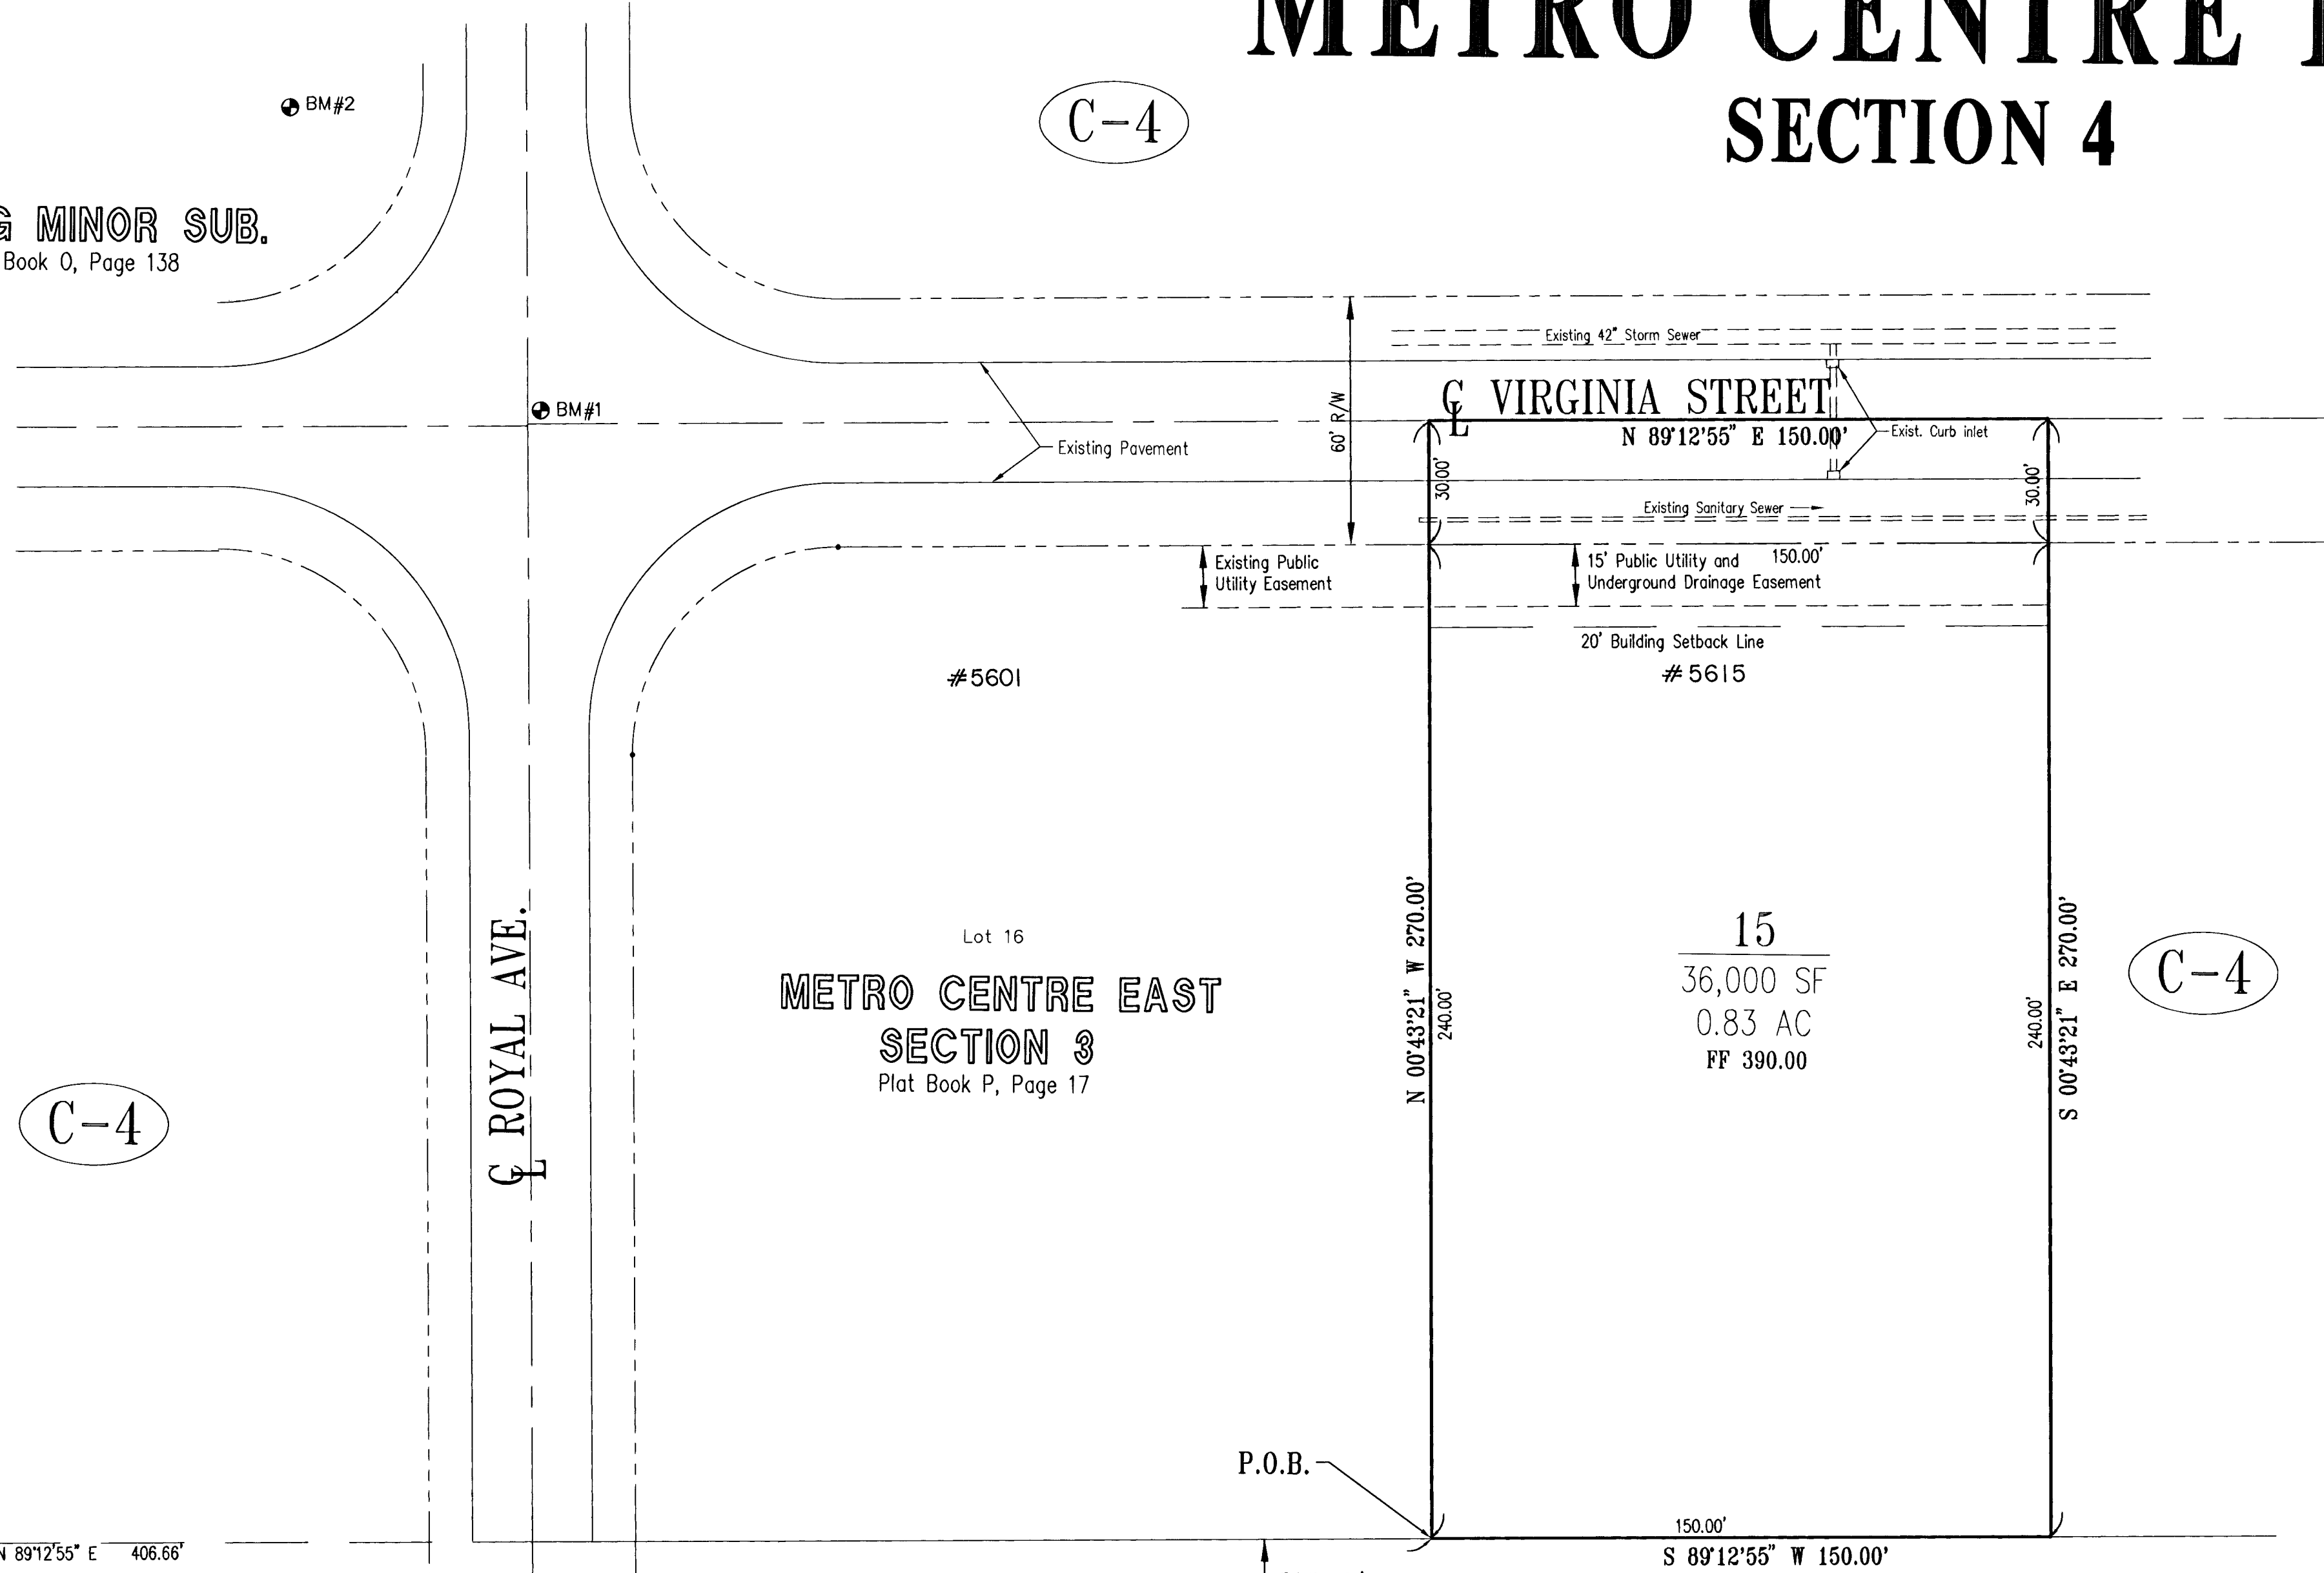 METRO CENTRE
SECTION 4
BM#2
C-4
G MINOR SUB.
Book O, Page 138
Existing 42" Storm Sewer
BM#1
60' R/W
CL VIRGINIA STREET
N 89°12'55" E 150.00'
Existing Pavement
Exist. Curb inlet
30.00'
30.00'
Existing Sanitary Sewer
Existing Public
Utility Easement
15' Public Utility and
Underground Drainage Easement
150.00'
20' Building Setback Line
#5601
#5615
CL ROYAL AVE.
Lot 16
METRO CENTRE EAST
SECTION 3
Plat Book P, Page 17
N 00°43'21" W 270.00'
240.00'
15
36,000 SF
0.83 AC
FF 390.00
240.00'
S 00°43'21" E 270.00'
C-4
C-4
P.O.B.
150.00'
S 89°12'55" W 150.00'
N 89°12'55" E 406.66'